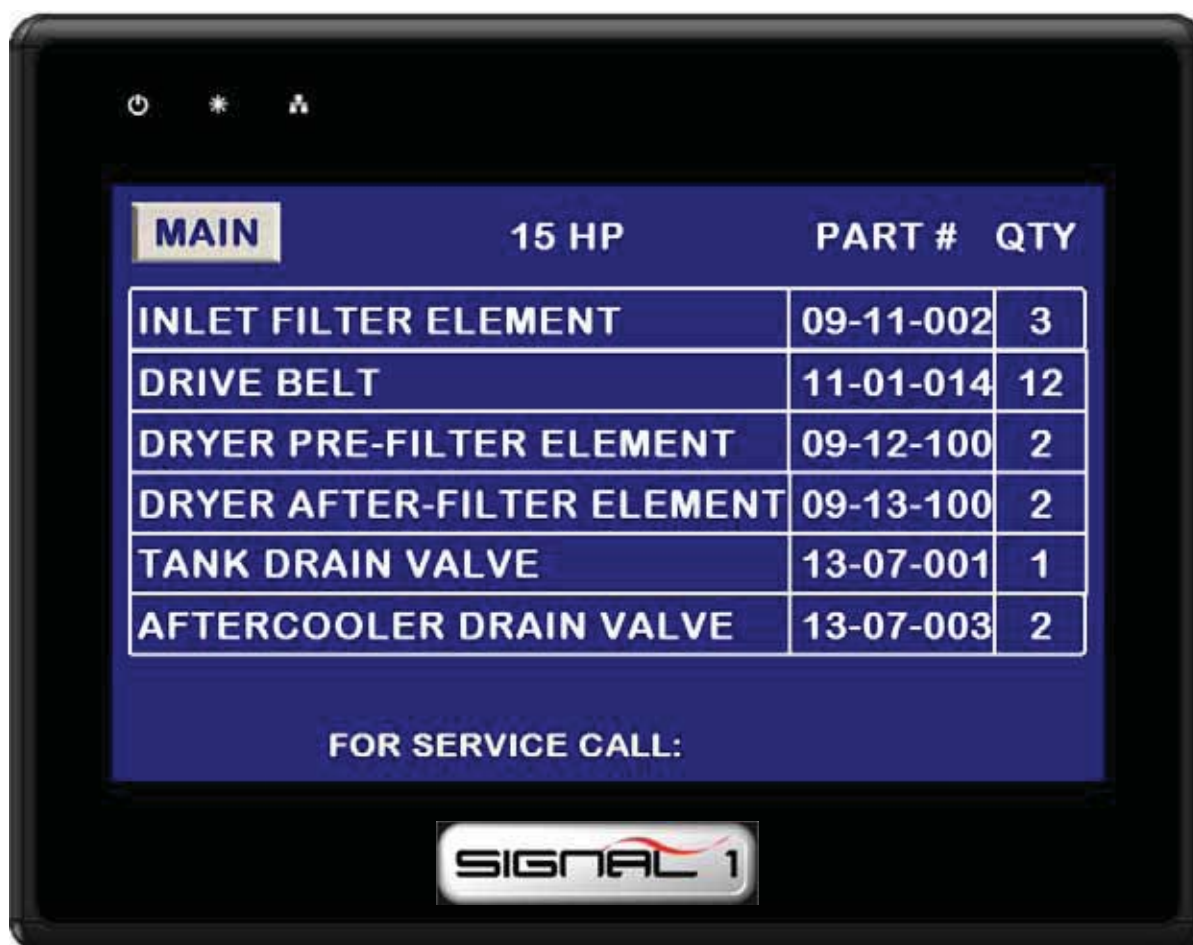 MAIN 15 HP PART # QTY
INLET FILTER ELEMENT 09-11-002 3
DRIVE BELT 11-01-014 12
DRYER PRE-FILTER ELEMENT 09-12-100 2
DRYER AFTER-FILTER ELEMENT 09-13-100 2
TANK DRAIN VALVE 13-07-001 1
AFTERCOOLER DRAIN VALVE 13-07-003 2
FOR SERVICE CALL:
SIGNAL 1